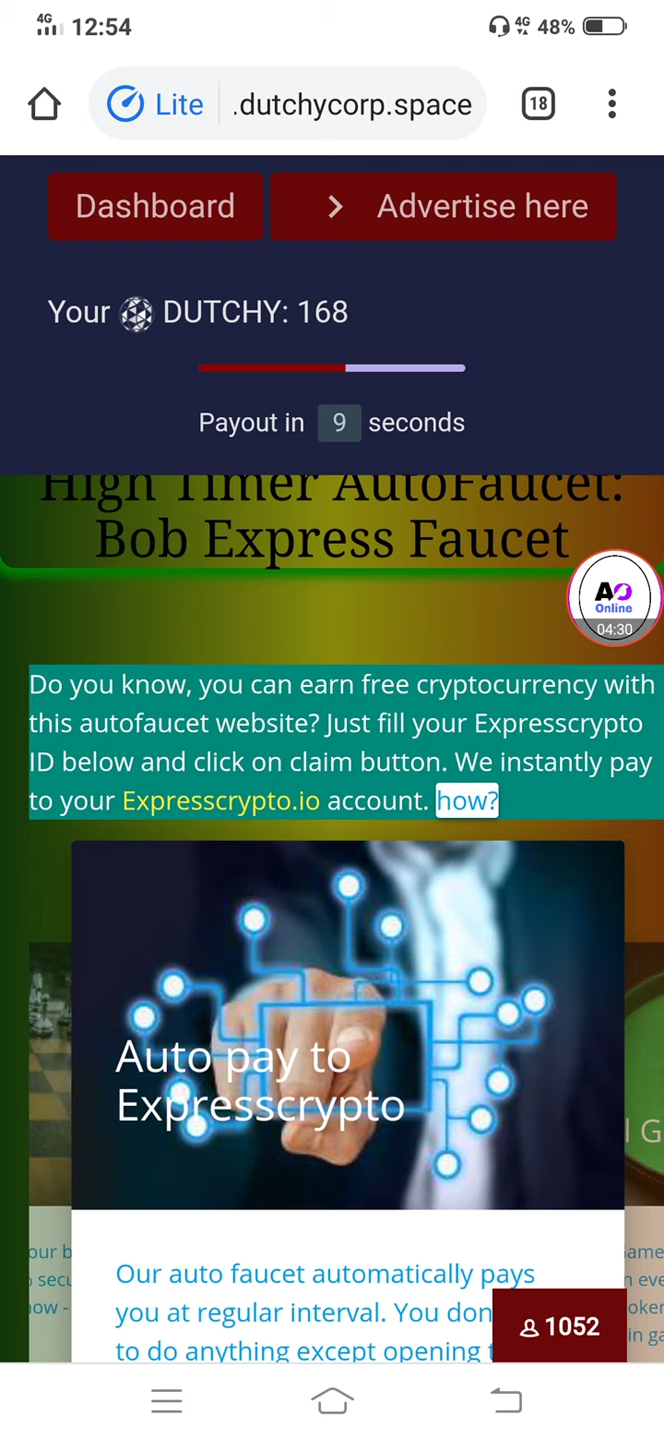 4G 12:54 4G 48%
Lite .dutchycorp.space 18
Dashboard Advertise here
Your DUTCHY: 168
Payout in 9 seconds
High Timer AutoFaucet:
Bob Express Faucet
AO
Online
04:30
Do you know, you can earn free cryptocurrency with
this autofaucet website? Just fill your Expresscrypto
ID below and click on claim button. We instantly pay
to your Expresscrypto.io account. how?
Auto pay to
Expresscrypto
Our auto faucet automatically pays
you at regular interval. You don
to do anything except opening
1052